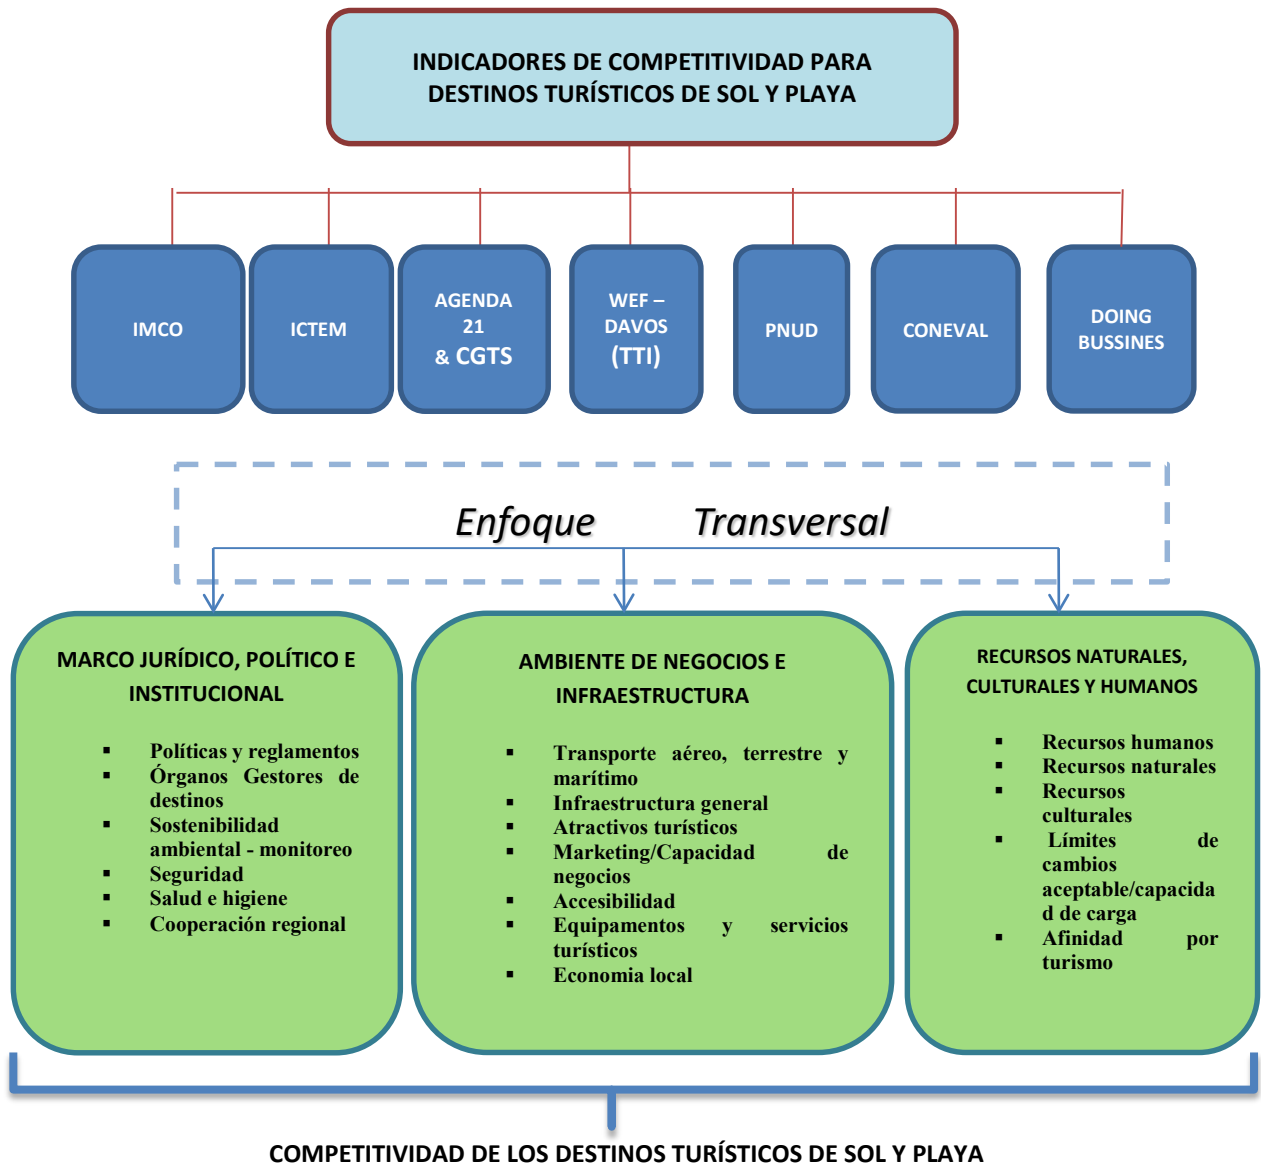 INDICADORES DE COMPETITIVIDAD PARA
DESTINOS TURÍSTICOS DE SOL Y PLAYA
IMCO
ICTEM
AGENDA
21
& CGTS
WEF –
DAVOS
(TTI)
PNUD
CONEVAL
DOING
BUSSINES
Enfoque Transversal
MARCO JURÍDICO, POLÍTICO E
INSTITUCIONAL
▪ Políticas y reglamentos
▪ Órganos Gestores de
destinos
▪ Sostenibilidad
ambiental - monitoreo
▪ Seguridad
▪ Salud e higiene
▪ Cooperación regional
AMBIENTE DE NEGOCIOS E
INFRAESTRUCTURA
▪ Transporte aéreo, terrestre y
marítimo
▪ Infraestructura general
▪ Atractivos turísticos
▪ Marketing/Capacidad de
negocios
▪ Accesibilidad
▪ Equipamentos y servicios
turísticos
▪ Economia local
RECURSOS NATURALES,
CULTURALES Y HUMANOS
▪ Recursos humanos
▪ Recursos naturales
▪ Recursos
culturales
▪ Límites de
cambios
aceptable/capacida
d de carga
▪ Afinidad por
turismo
COMPETITIVIDAD DE LOS DESTINOS TURÍSTICOS DE SOL Y PLAYA